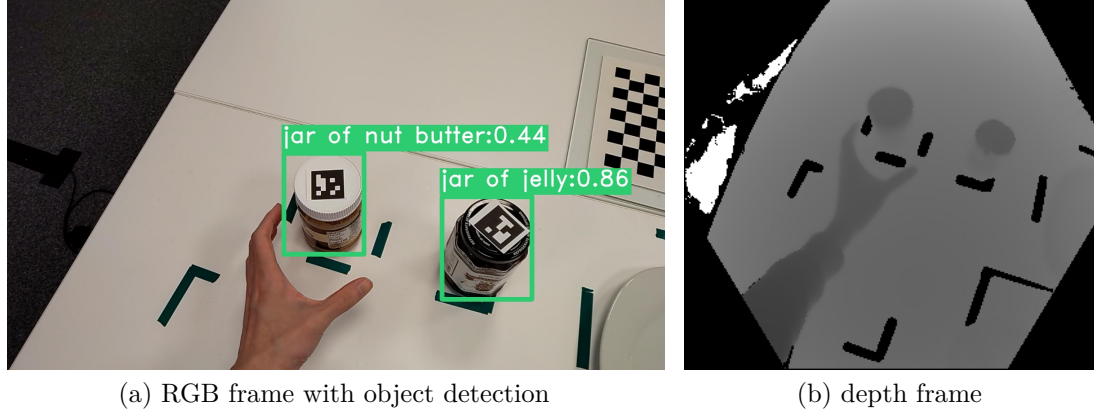 jar of nut butter:0.44
jar of jelly:0.86
(a) RGB frame with object detection
(b) depth frame